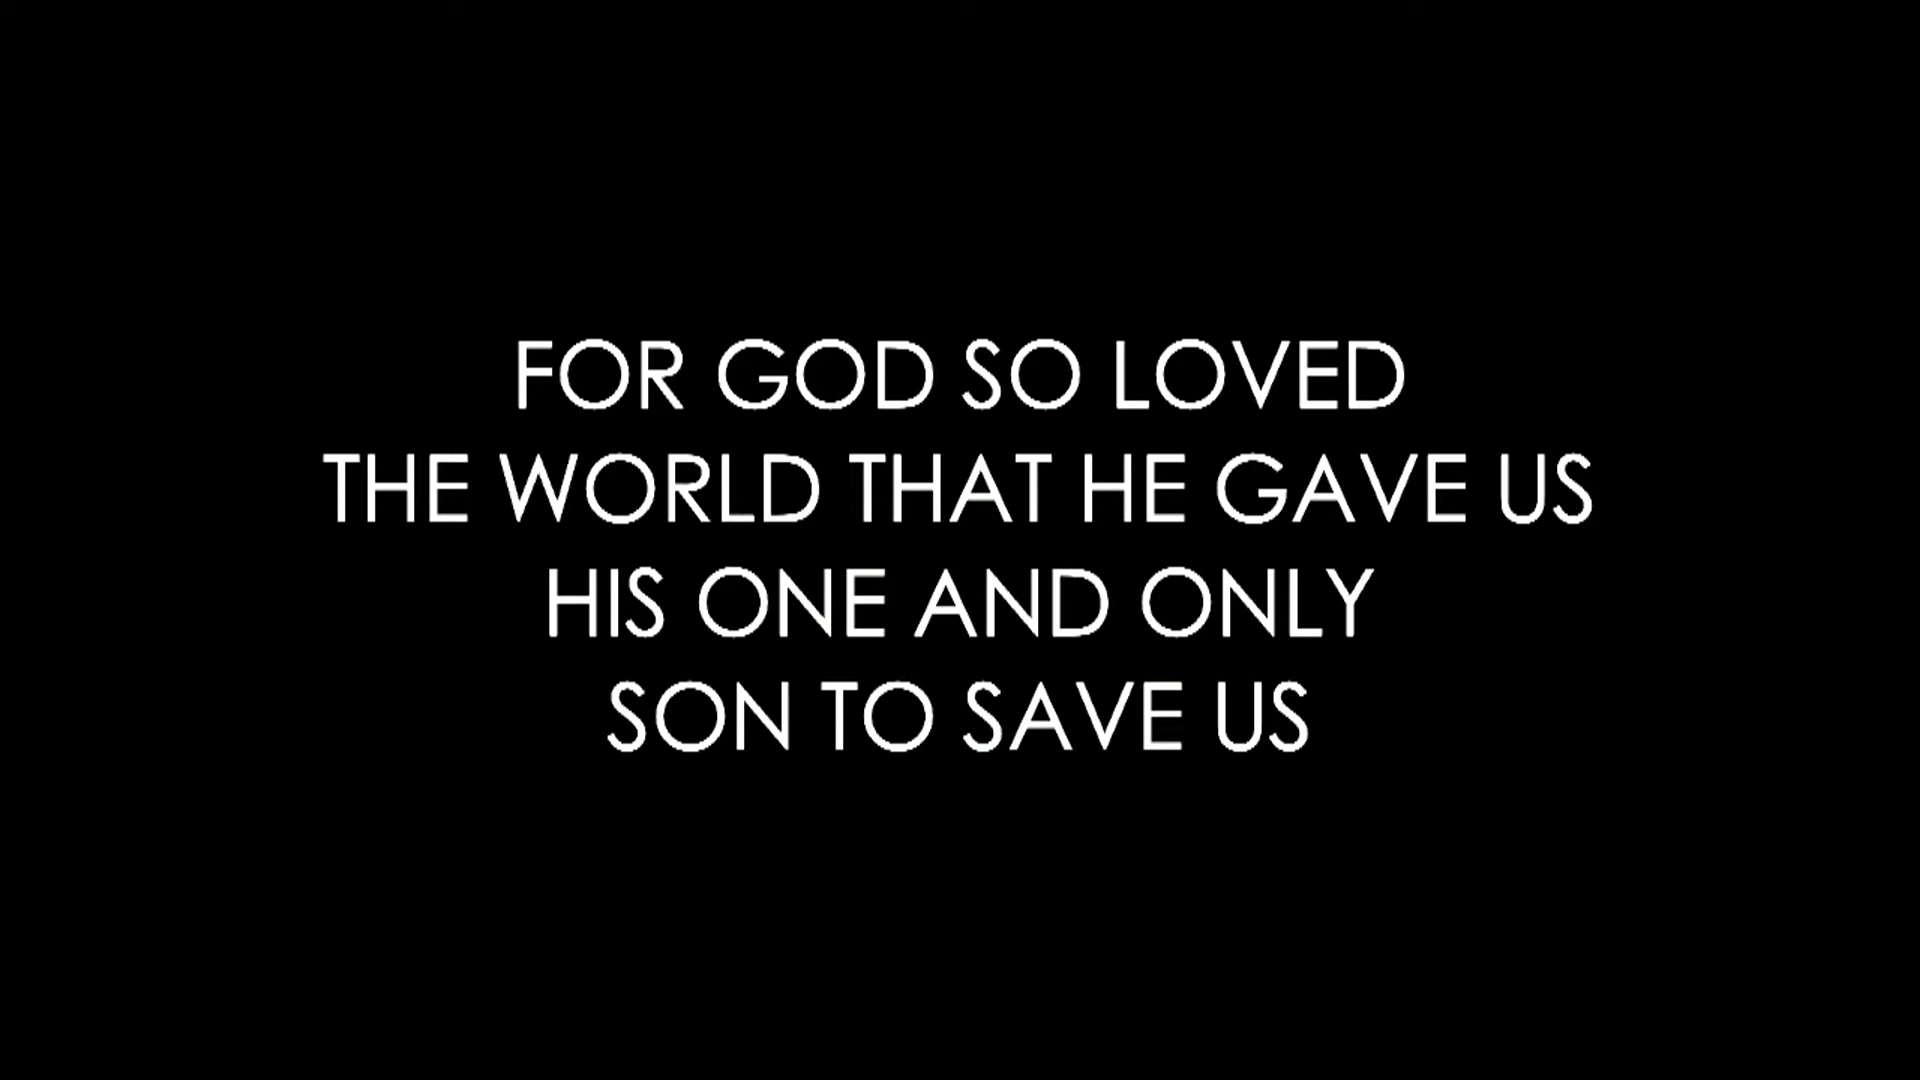 FOR GOD SO LOVED
THE WORLD THAT HE GAVE US
HIS ONE AND ONLY
SON TO SAVE US